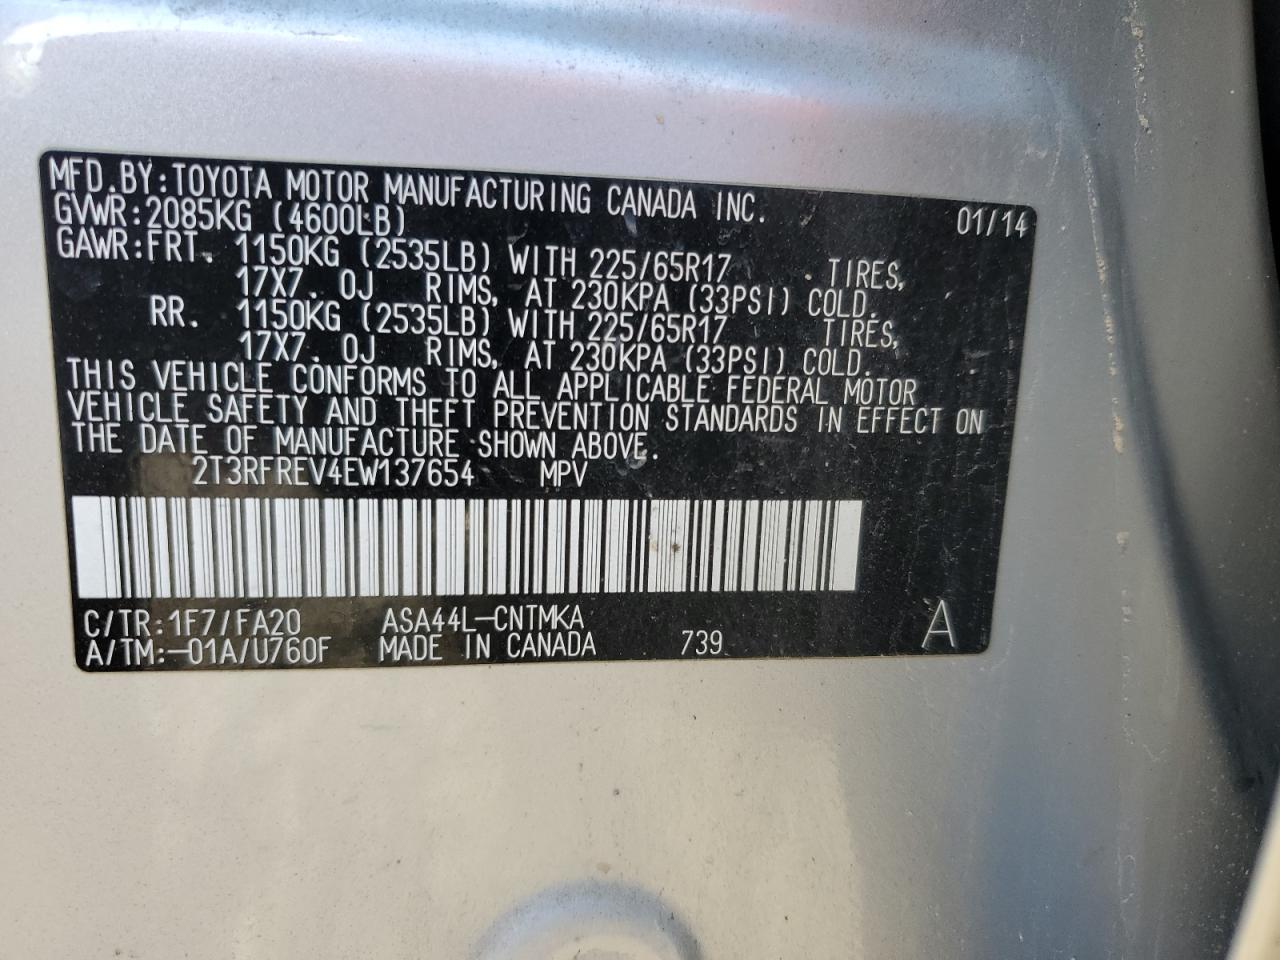 MFD.BY:TOYOTA MOTOR MANUFACTURING CANADA INC.
GVWR:2085KG (4600LB) 01/14
GAWR:FRT. 1150KG (2535LB) WITH 225/65R17 TIRES,
17X7.0J RIMS, AT 230KPA (33PSI) COLD.
RR. 1150KG (2535LB) WITH 225/65R17 TIRES,
17X7.0J RIMS, AT 230KPA (33PSI) COLD.
THIS VEHICLE CONFORMS TO ALL APPLICABLE FEDERAL MOTOR
VEHICLE SAFETY AND THEFT PREVENTION STANDARDS IN EFFECT ON
THE DATE OF MANUFACTURE SHOWN ABOVE.
2T3RFREV4EW137654 MPV
C/TR:1F7/FA20 ASA44L-CNTMKA
A/TM:-01A/U760F MADE IN CANADA 739 A